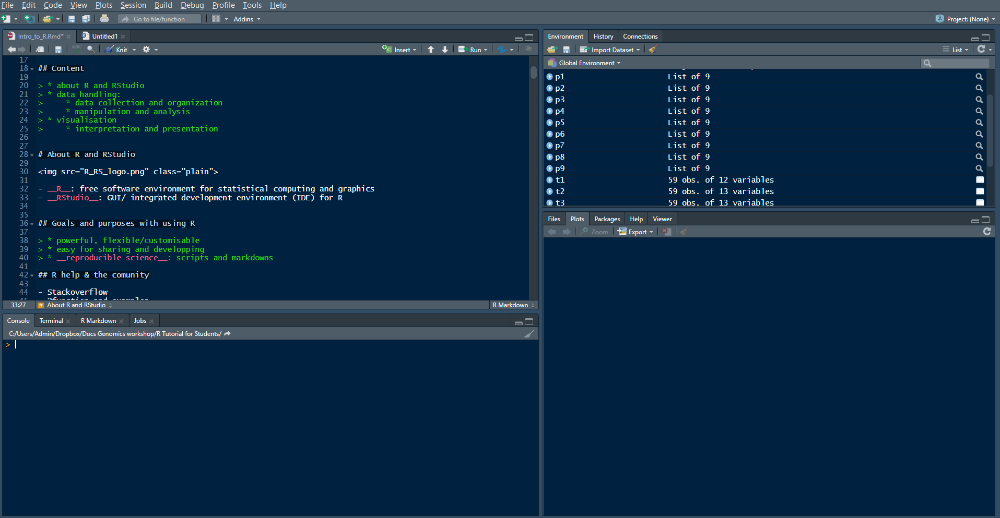 File Edit Code View Plots Session Build Debug Profile Tools Help
Go to file/function Addins Project: (None)
Intro_to_R.Rmd* Untitled1
ABC Knit Insert Run
17
18 ## Content
19
20 > * about R and RStudio
21 > * data handling:
22 > * data collection and organization
23 > * manipulation and analysis
24 > * visualisation
25 > * interpretation and presentation
26
27
28 # About R and RStudio
29
30 <img src="R_RS_logo.png" class="plain">
31
32 - __R__: free software environment for statistical computing and graphics
33 - __RStudio__: GUI/ integrated development environment (IDE) for R
34
35
36 ## Goals and purposes with using R
37
38 > * powerful, flexible/customisable
39 > * easy for sharing and developping
40 > * __reproducible science__: scripts and markdowns
41
42 ## R help & the comunity
43
44 - Stackoverflow
33:27 # About R and RStudio R Markdown
Console Terminal R Markdown Jobs
C:/Users/Admin/Dropbox/Docs Genomics workshop/R Tutorial for Students/
>
Environment History Connections
Import Dataset List
Global Environment
p1 List of 9
p2 List of 9
p3 List of 9
p4 List of 9
p5 List of 9
p6 List of 9
p7 List of 9
p8 List of 9
p9 List of 9
t1 59 obs. of 12 variables
t2 59 obs. of 13 variables
t3 59 obs. of 13 variables
Files Plots Packages Help Viewer
Zoom Export